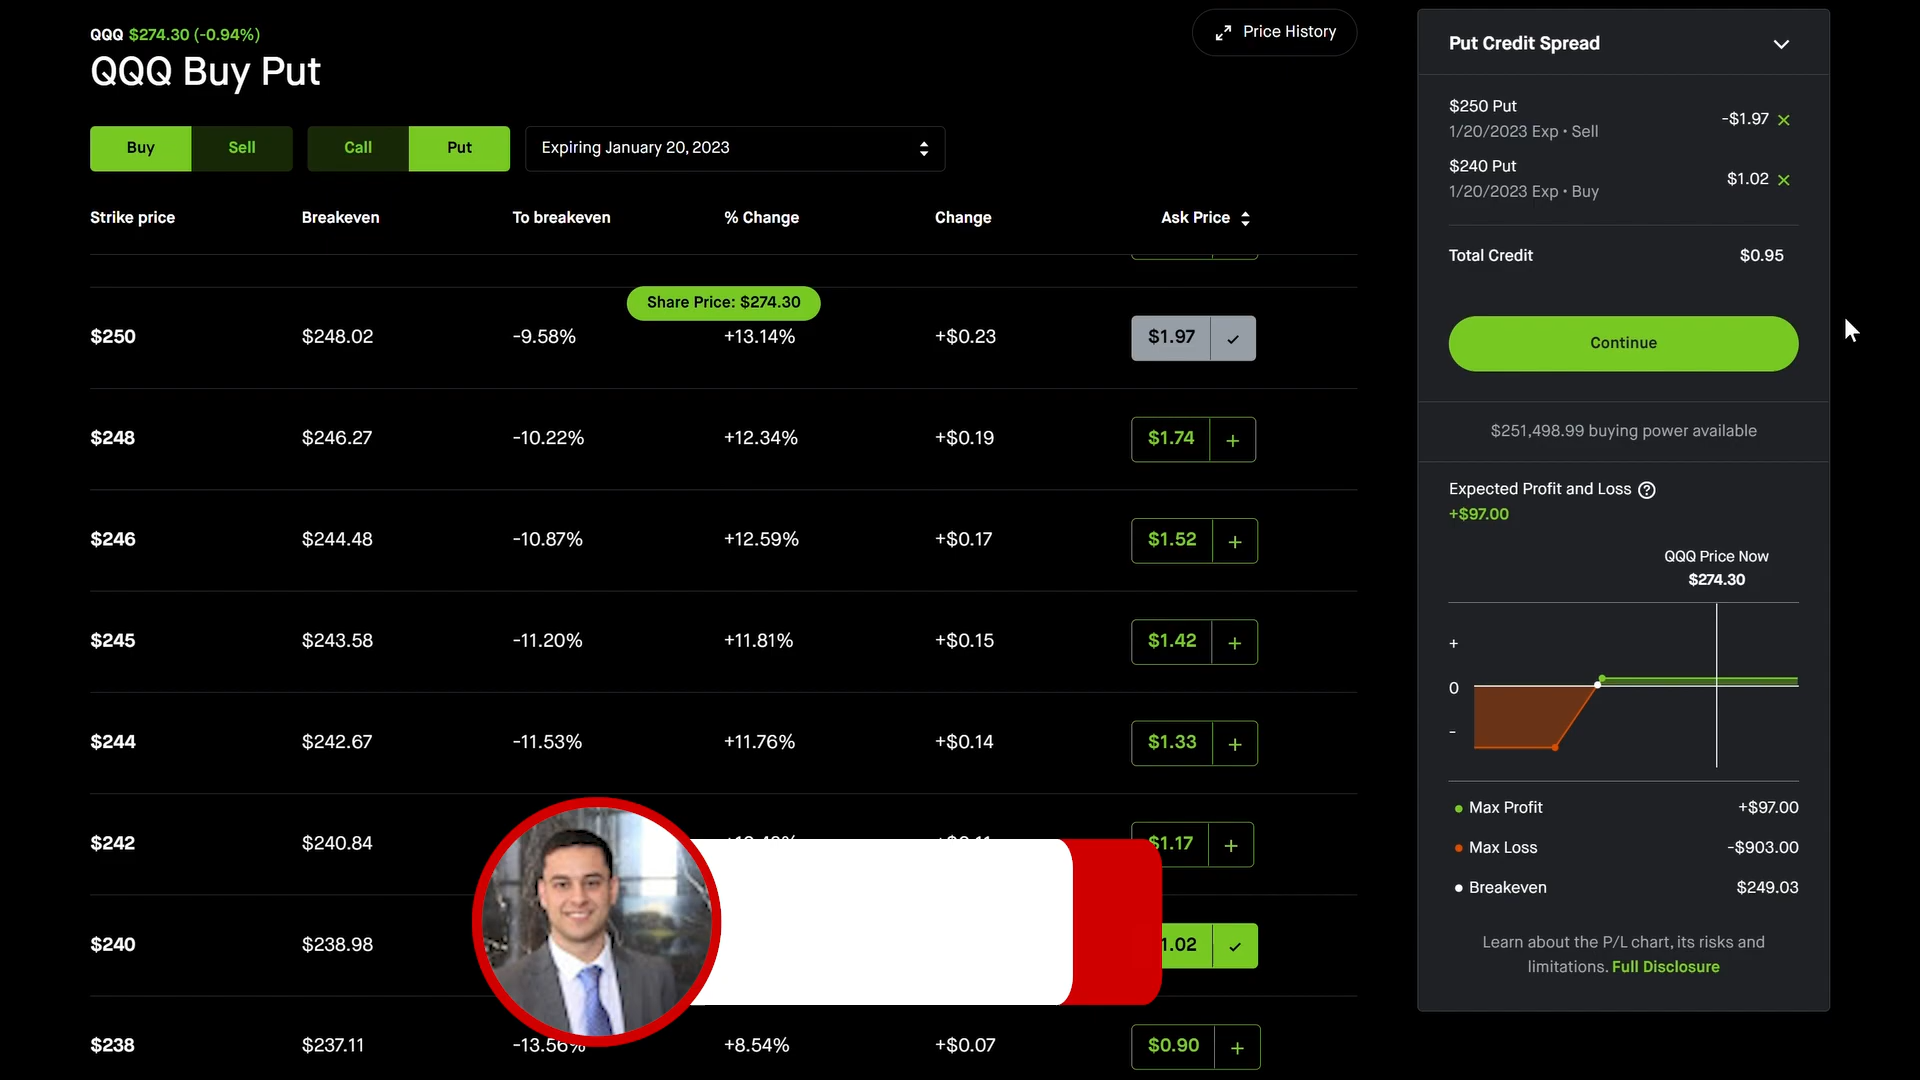 QQQ $274.30 (-0.94%)
QQQ Buy Put
Price History
Buy Sell Call Put Expiring January 20, 2023
Strike price Breakeven To breakeven % Change Change Ask Price
Share Price: $274.30
$250 $248.02 -9.58% +13.14% +$0.23 $1.97
$248 $246.27 -10.22% +12.34% +$0.19 $1.74 +
$246 $244.48 -10.87% +12.59% +$0.17 $1.52 +
$245 $243.58 -11.20% +11.81% +$0.15 $1.42 +
$244 $242.67 -11.53% +11.76% +$0.14 $1.33 +
$242 $240.84 $1.17 +
$240 $238.98 1.02
$238 $237.11 -13.56% +8.54% +$0.07 $0.90 +
Put Credit Spread
$250 Put
1/20/2023 Exp • Sell
-$1.97
$240 Put
1/20/2023 Exp • Buy
$1.02
Total Credit $0.95
Continue
$251,498.99 buying power available
Expected Profit and Loss ?
+$97.00
QQQ Price Now
$274.30
+
0
-
Max Profit +$97.00
Max Loss -$903.00
Breakeven $249.03
Learn about the P/L chart, its risks and
limitations. Full Disclosure